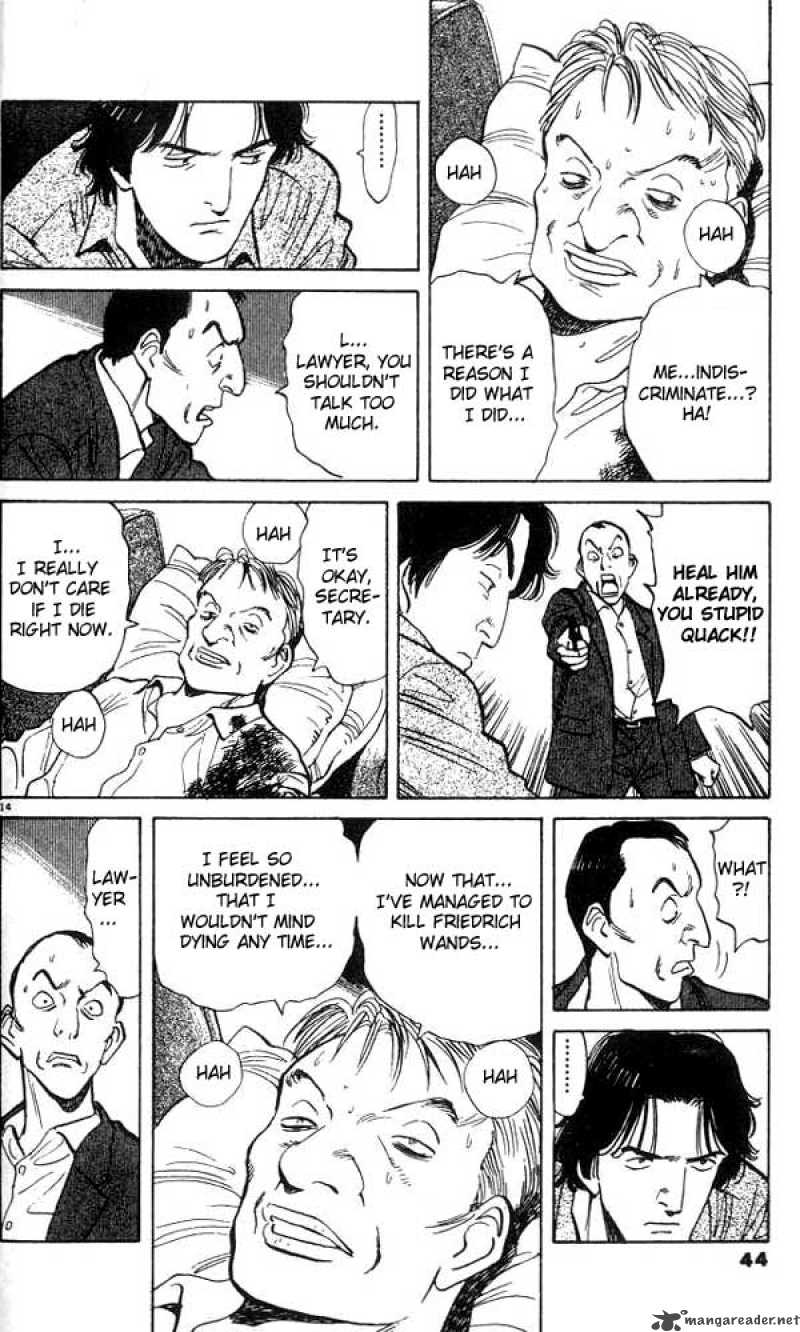 HAH
HAH
ME...INDIS-
CRIMINATE...?
HA!
THERE'S A
REASON I
DID WHAT
I DID...
........
L...
LAWYER, YOU
SHOULDN'T
TALK TOO
MUCH.
HEAL HIM
ALREADY,
YOU STUPID
QUACK!!
HAH
IT'S
OKAY,
SECRE-
TARY.
I...
I REALLY
DON'T CARE
IF I DIE
RIGHT NOW.
HAH
14
WHAT
?!
........
NOW THAT...
I'VE MANAGED TO
KILL FRIEDRICH
WANDS...
I FEEL SO
UNBURDENED...
THAT I
WOULDN'T MIND
DYING ANY TIME...
HAH
HAH
LAW-
YER
...
44
mangareader.net